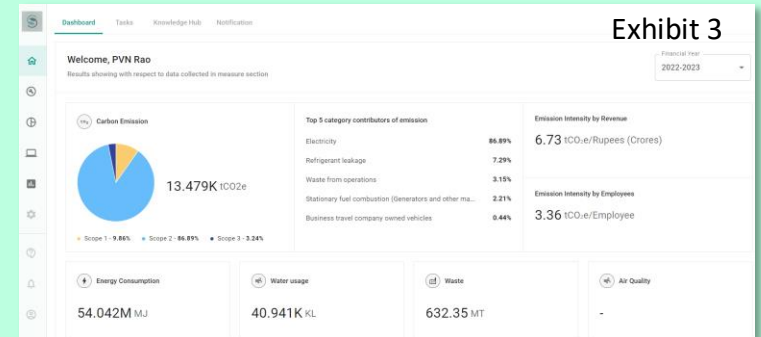 Exhibit 3
Dashboard Tasks Knowledge Hub Notification
Welcome, PVN Rao
Results showing with respect to data collected in measure section
Financial Year
2022-2023
Carbon Emission
13.479K tCO2e
Scope 1 - 9.86% Scope 2 - 86.89% Scope 3 - 3.24%
Top 5 category contributors of emission
Electricity 86.89%
Refrigerant leakage 7.29%
Waste from operations 3.15%
Stationary fuel combustion (Generators and other ma... 2.21%
Business travel company owned vehicles 0.44%
Emission Intensity by Revenue
6.73 tCO₂e/Rupees (Crores)
Emission Intensity by Employees
3.36 tCO₂e/Employee
Energy Consumption
54.042M MJ
Water usage
40.941K KL
Waste
632.35 MT
Air Quality
-